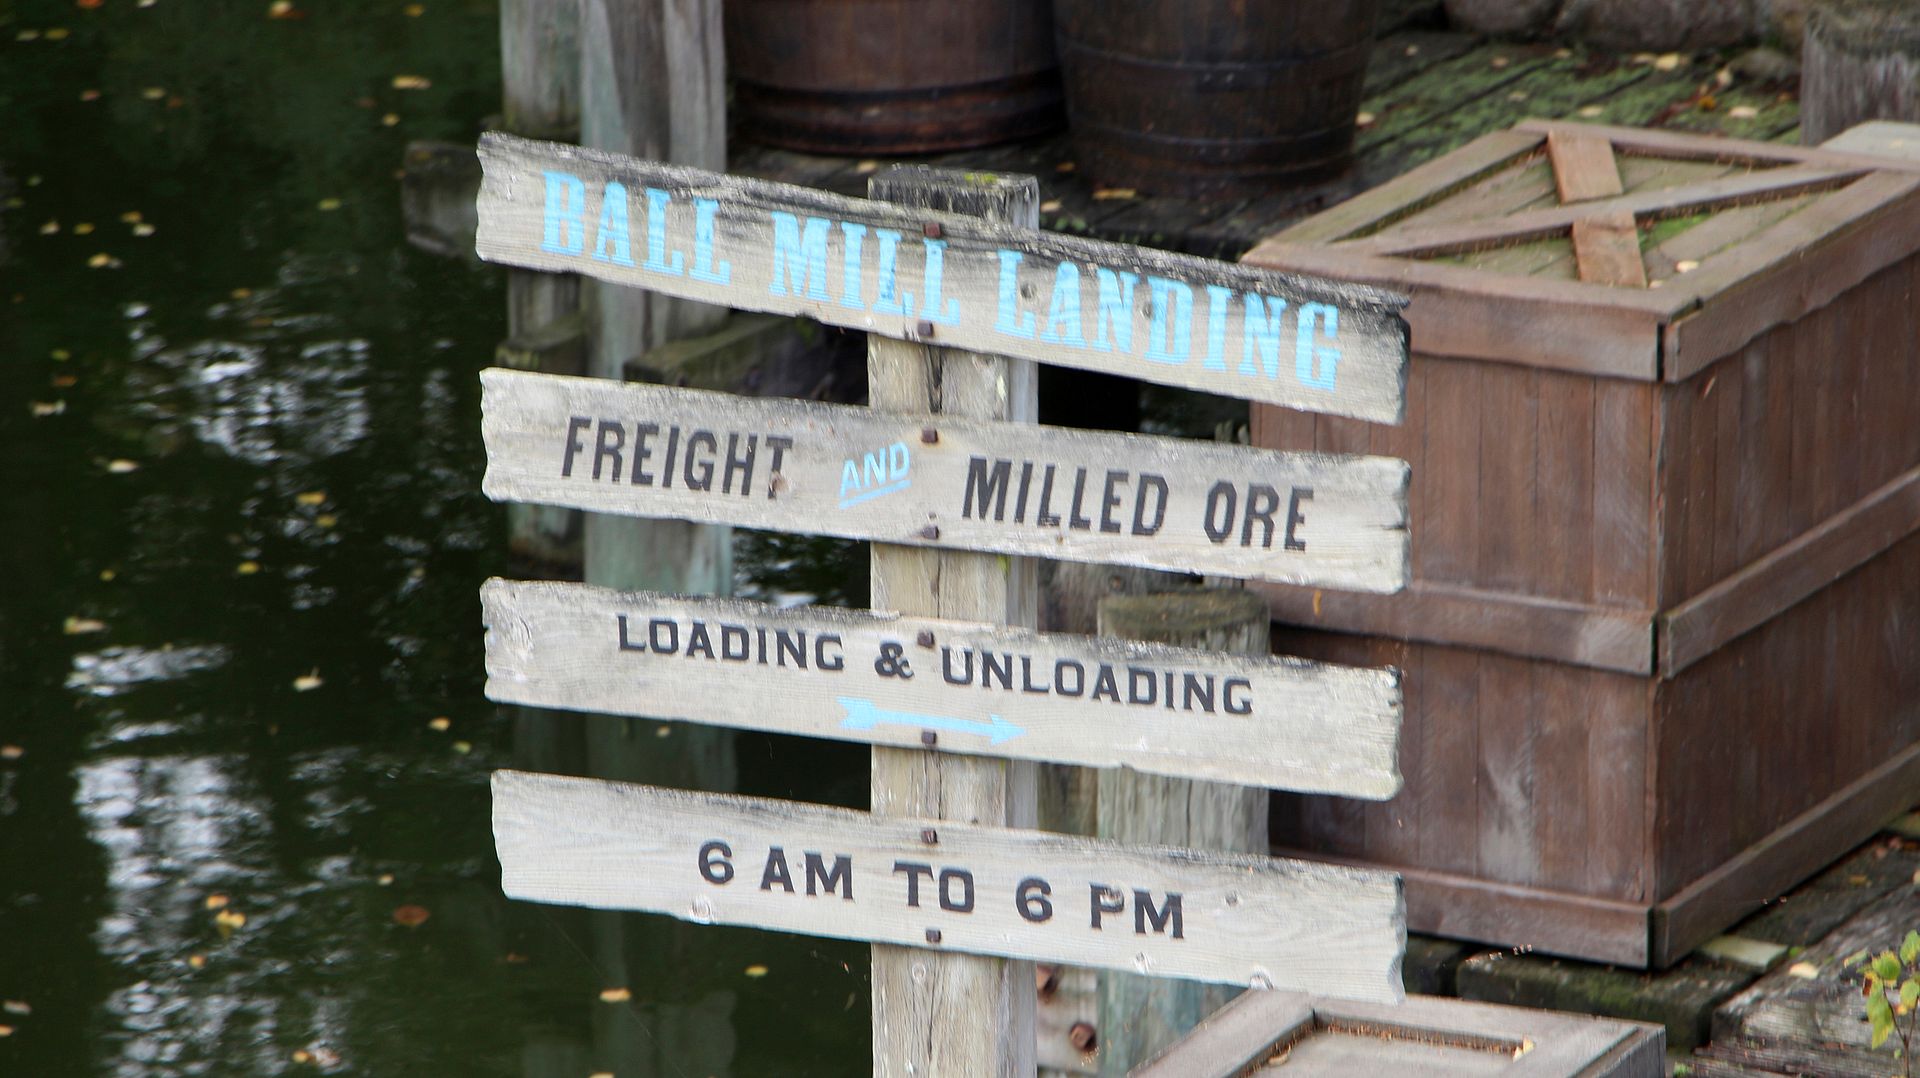 BALL MILL LANDING
FREIGHT AND MILLED ORE
LOADING & UNLOADING
6 AM TO 6 PM